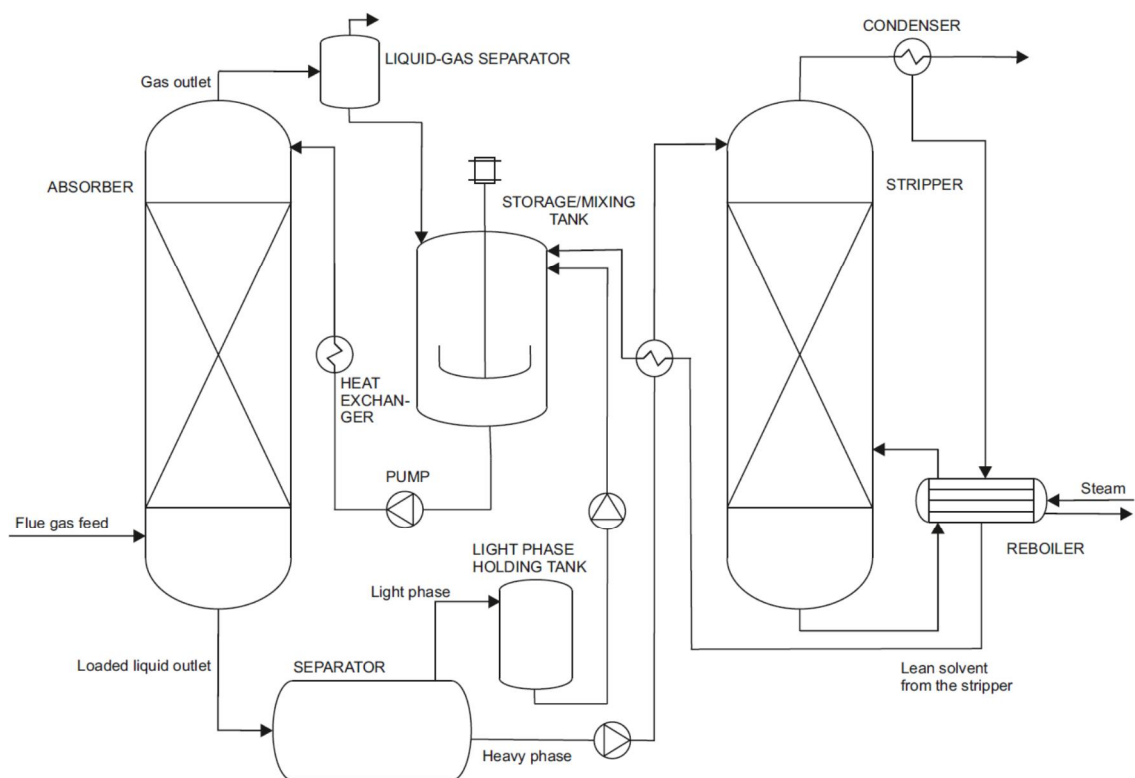 CONDENSER
LIQUID-GAS SEPARATOR
Gas outlet
ABSORBER
STRIPPER
STORAGE/MIXING
TANK
HEAT
EXCHAN-
GER
PUMP
Steam
Flue gas feed
REBOILER
LIGHT PHASE
HOLDING TANK
Light phase
Loaded liquid outlet
SEPARATOR
Lean solvent
from the stripper
Heavy phase